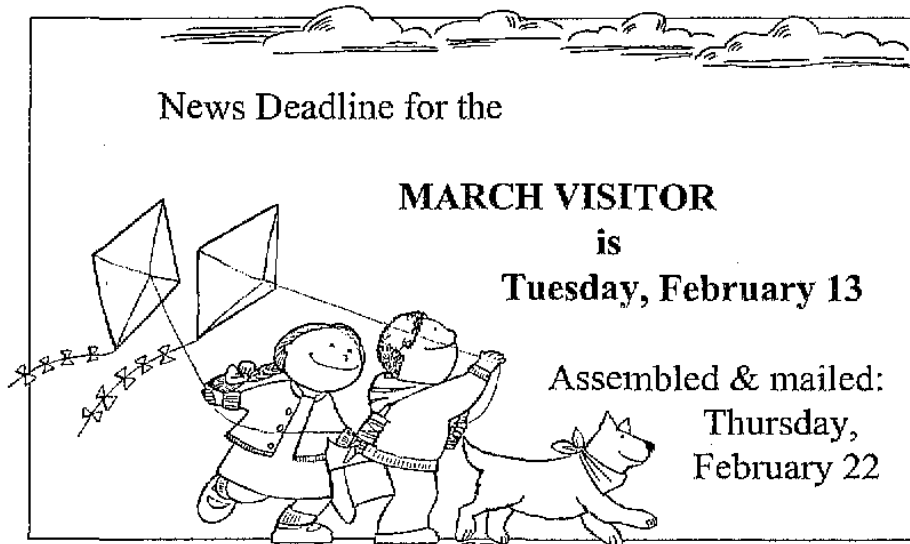 News Deadline for the
MARCH VISITOR
is
Tuesday, February 13
Assembled & mailed:
Thursday,
February 22